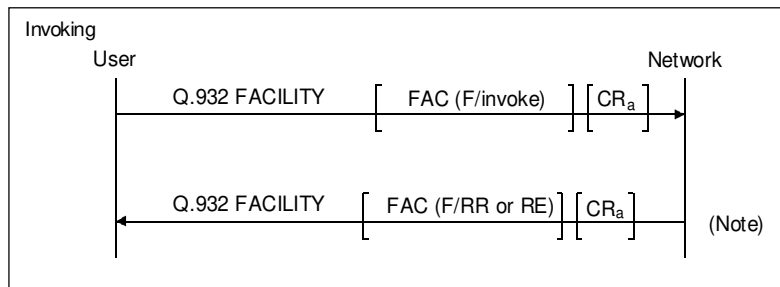 Invoking
User Network
Q.932 FACILITY FAC (F/invoke) CRa
Q.932 FACILITY FAC (F/RR or RE) CRa (Note)